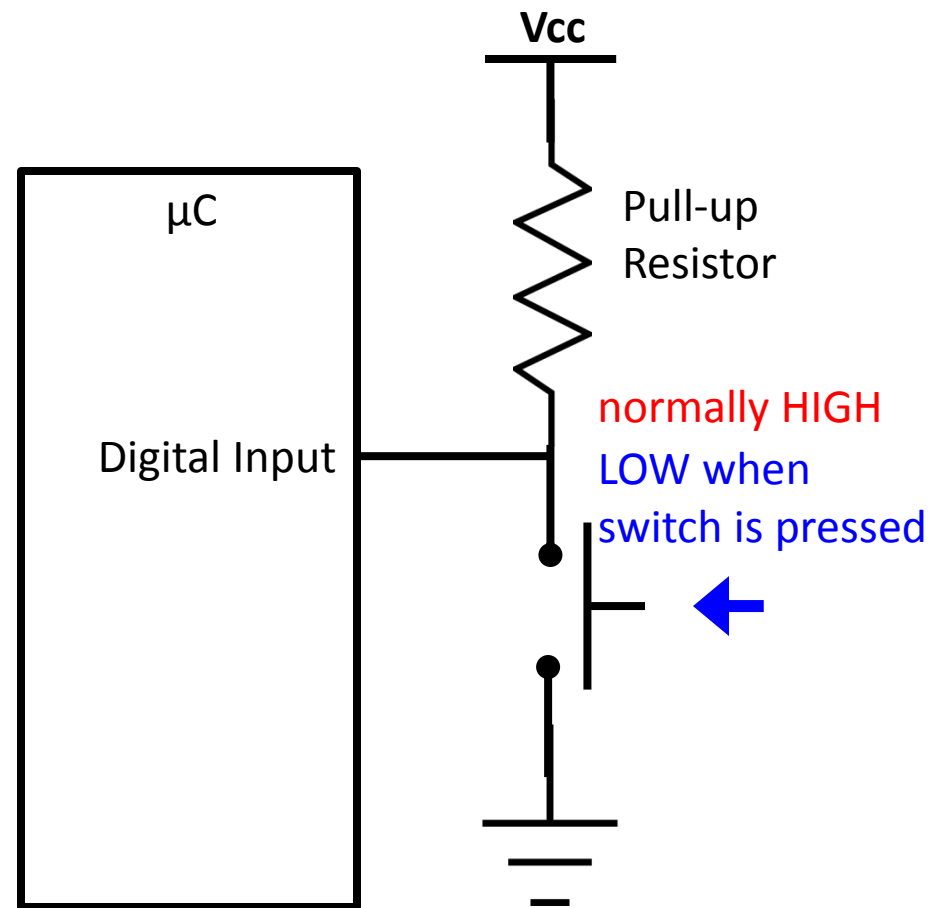 Vcc
µC
Pull-up
Resistor
normally HIGH
Digital Input
LOW when
switch is pressed